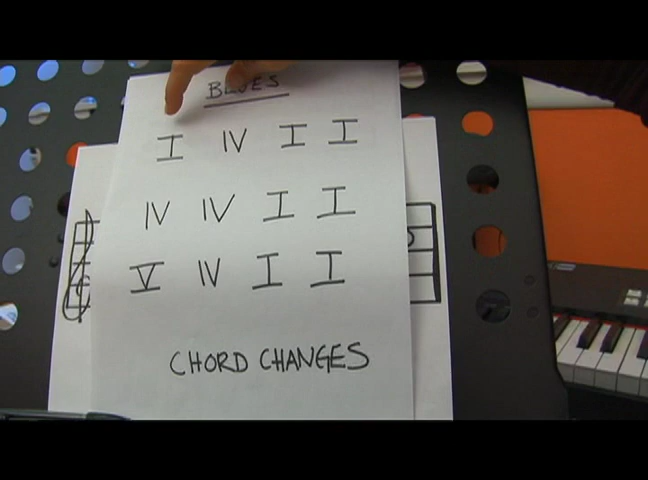 BLUES
I IV I I
IV IV I I
V IV I I
CHORD CHANGES